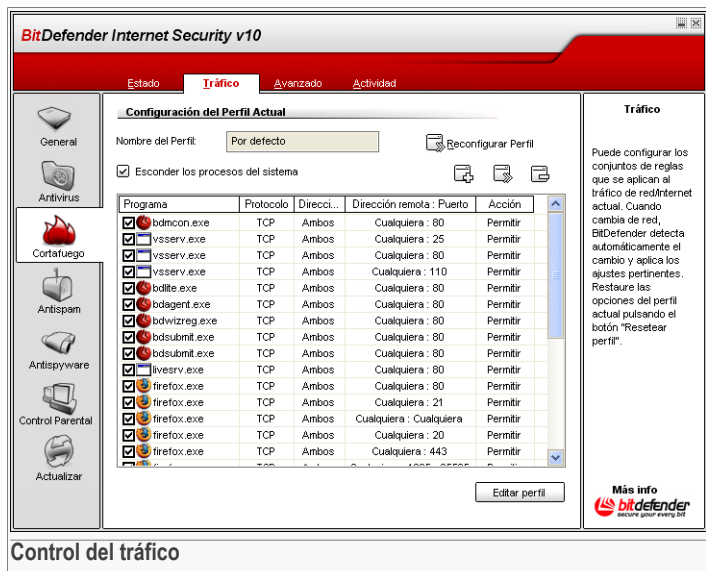 BitDefender Internet Security v10
Estado Tráfico Avanzado Actividad
General
Antivirus
Cortafuego
Antispam
Antispyware
Control Parental
Actualizar
Configuración del Perfil Actual
Nombre del Perfil: Por defecto Reconfigurar Perfil
Esconder los procesos del sistema
Programa Protocolo Direcci... Dirección remota : Puerto Acción
bdmcon.exe TCP Ambos Cualquiera : 80 Permitir
vsserv.exe TCP Ambos Cualquiera : 25 Permitir
vsserv.exe TCP Ambos Cualquiera : 80 Permitir
vsserv.exe TCP Ambos Cualquiera : 110 Permitir
bdlite.exe TCP Ambos Cualquiera : 80 Permitir
bdagent.exe TCP Ambos Cualquiera : 80 Permitir
bdwizreg.exe TCP Ambos Cualquiera : 80 Permitir
bdsubmit.exe TCP Ambos Cualquiera : 80 Permitir
bdsubmit.exe TCP Ambos Cualquiera : 80 Permitir
livesrv.exe TCP Ambos Cualquiera : 80 Permitir
firefox.exe TCP Ambos Cualquiera : 80 Permitir
firefox.exe TCP Ambos Cualquiera : 21 Permitir
firefox.exe TCP Ambos Cualquiera : Cualquiera Permitir
firefox.exe TCP Ambos Cualquiera : 20 Permitir
firefox.exe TCP Ambos Cualquiera : 443 Permitir
Editar perfil
Tráfico
Puede configurar los
conjuntos de reglas
que se aplican al
tráfico de red/Internet
actual. Cuando
cambia de red,
BitDefender detecta
automáticamente el
cambio y aplica los
ajustes pertinentes.
Restaure las
opciones del perfil
actual pulsando el
botón "Resetear
perfil".
Más info
bitdefender
secure your every bit
Control del tráfico